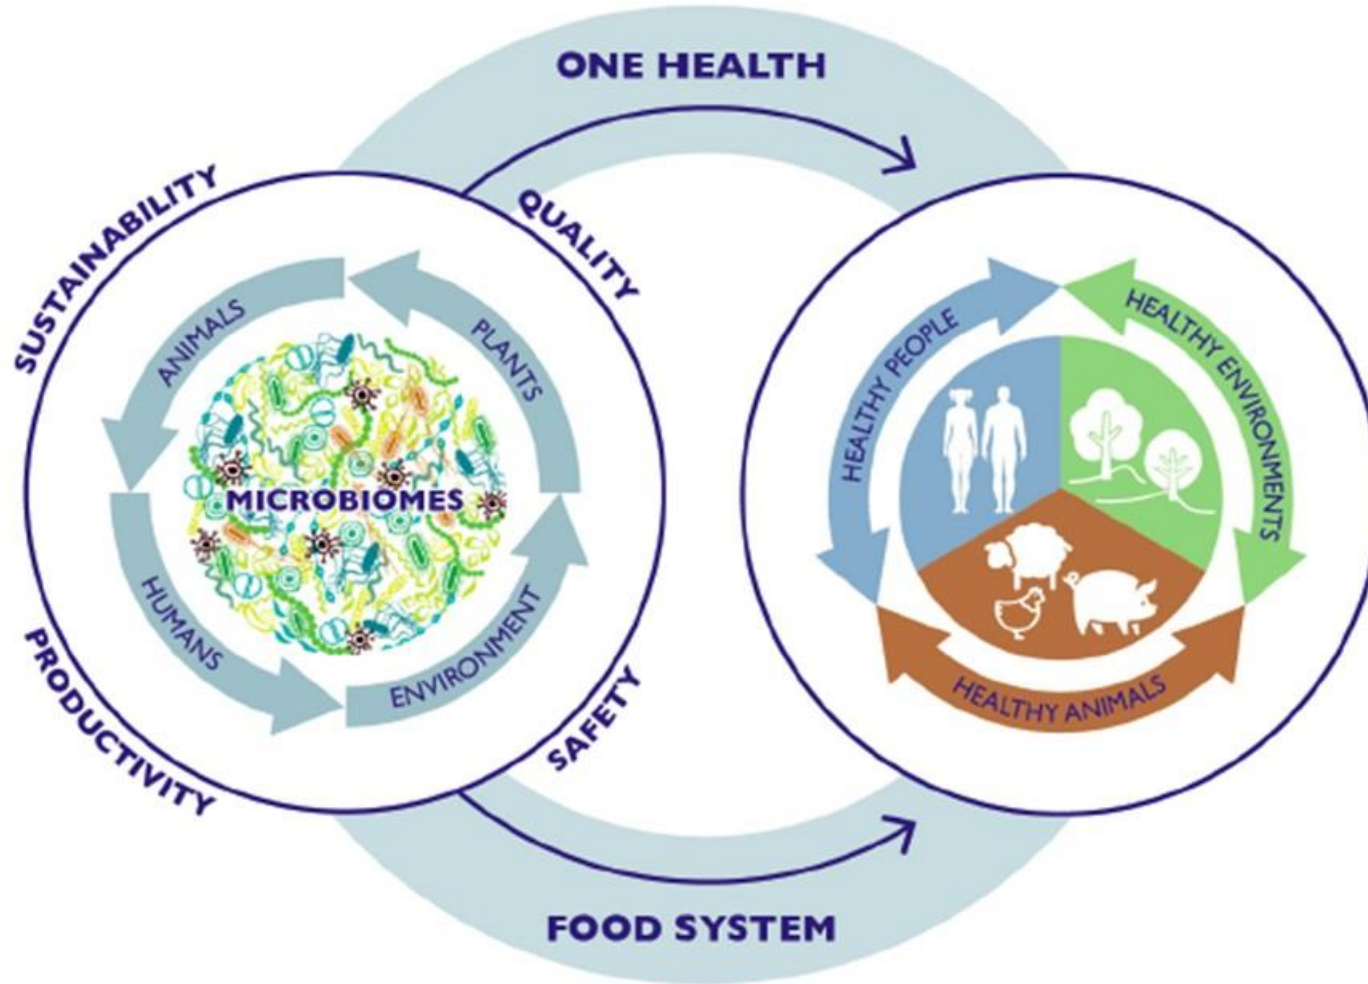 ONE HEALTH
SUSTAINABILITY
QUALITY
ANIMALS
PLANTS
MICROBIOMES
HUMANS
ENVIRONMENT
PRODUCTIVITY
SAFETY
HEALTHY PEOPLE
HEALTHY ENVIRONMENTS
HEALTHY ANIMALS
FOOD SYSTEM